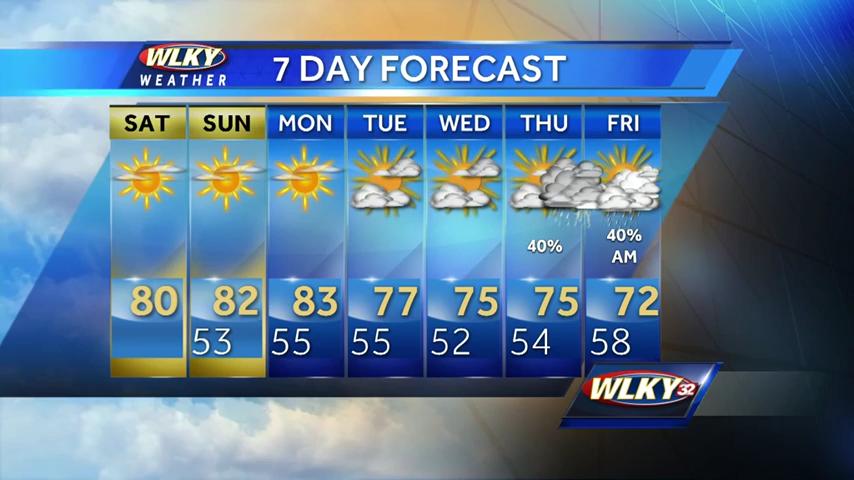 WLKY
WEATHER
7 DAY FORECAST
SAT SUN MON TUE WED THU FRI
40% 40%
AM
80 82 83 77 75 75 72
53 55 55 52 54 58
WLKY 32